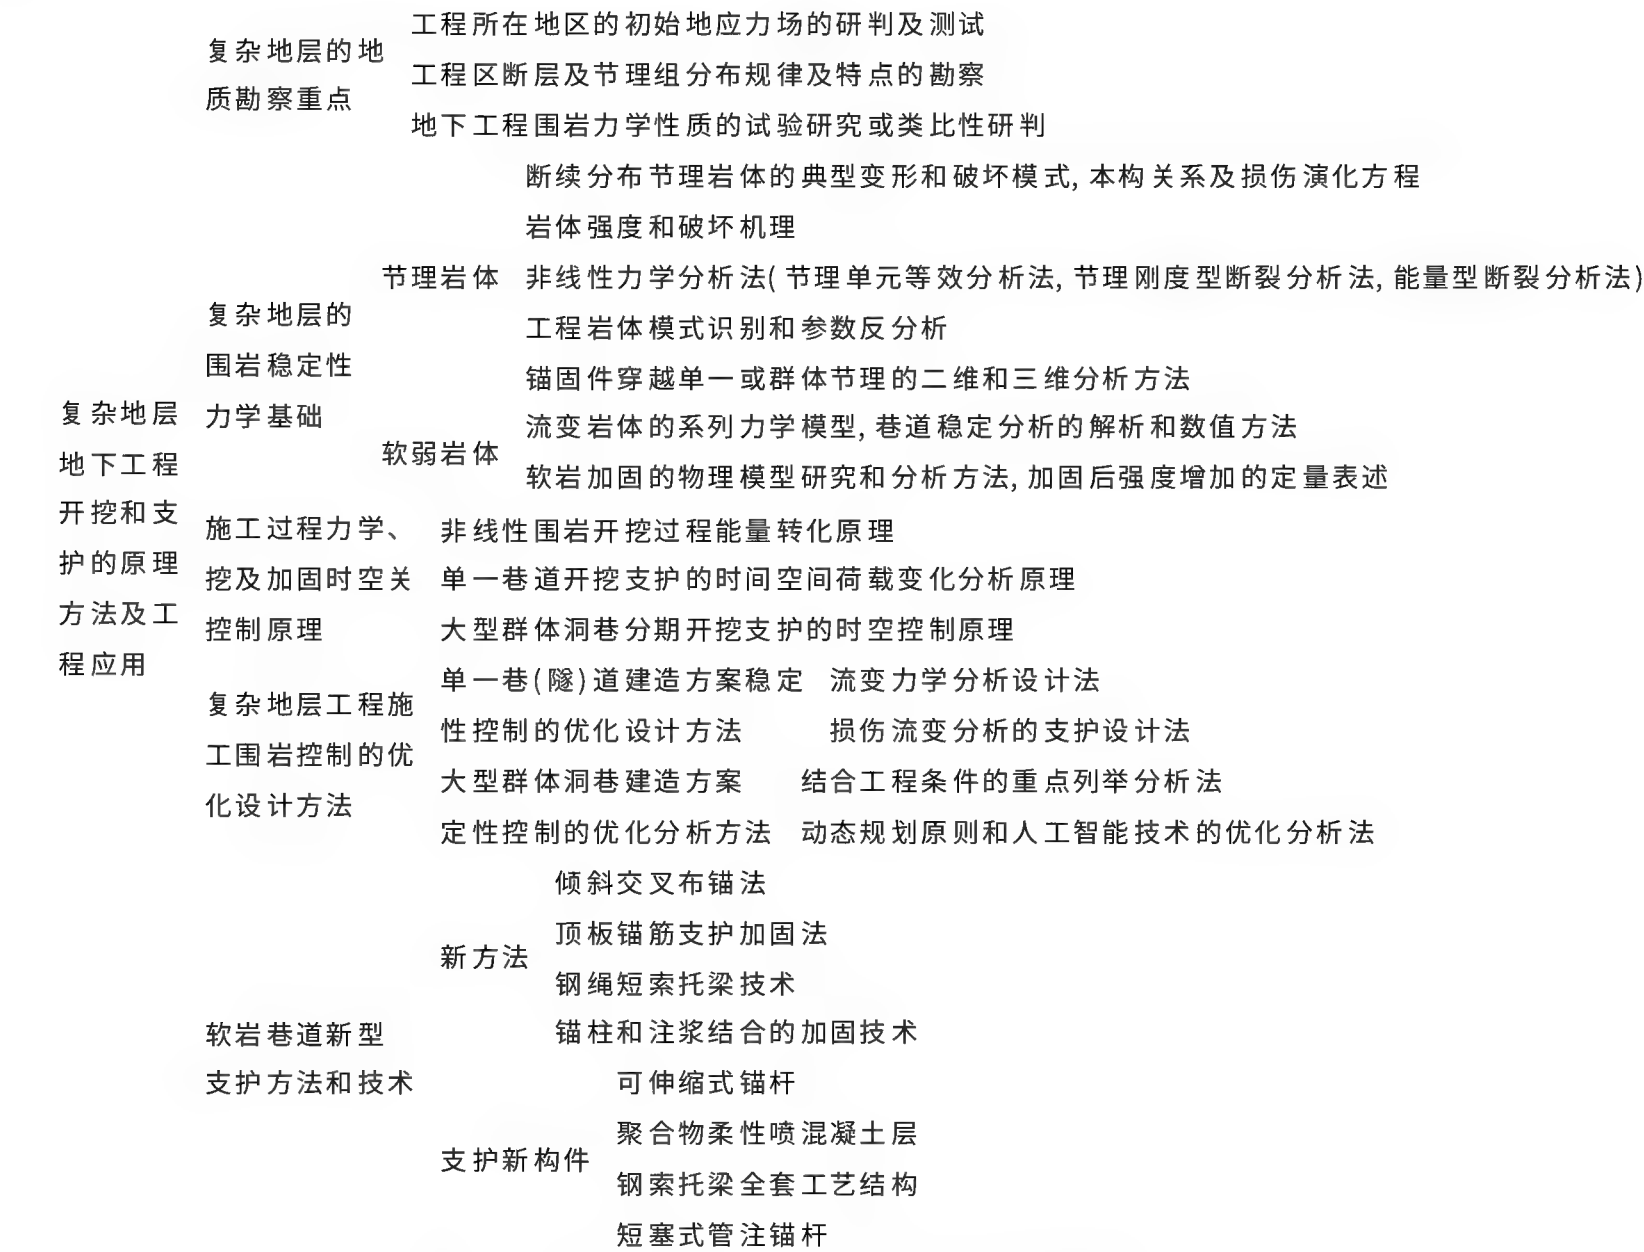 复杂地层
地下工程
开挖和支
护的原理
方法及工
程应用
复杂地层的地
质勘察重点
工程所在地区的初始地应力场的研判及测试
工程区断层及节理组分布规律及特点的勘察
地下工程围岩力学性质的试验研究或类比性研判
复杂地层的
围岩稳定性
力学基础
节理岩体
断续分布节理岩体的典型变形和破坏模式, 本构关系及损伤演化方程
岩体强度和破坏机理
非线性力学分析法( 节理单元等效分析法, 节理刚度型断裂分析法, 能量型断裂分析法)
工程岩体模式识别和参数反分析
锚固件穿越单一或群体节理的二维和三维分析方法
软弱岩体
流变岩体的系列力学模型, 巷道稳定分析的解析和数值方法
软岩加固的物理模型研究和分析方法, 加固后强度增加的定量表述
施工过程力学、
挖及加固时空关
控制原理
非线性围岩开挖过程能量转化原理
单一巷道开挖支护的时间空间荷载变化分析原理
大型群体洞巷分期开挖支护的时空控制原理
复杂地层工程施
工围岩控制的优
化设计方法
单一巷(隧)道建造方案稳定
性控制的优化设计方法
流变力学分析设计法
损伤流变分析的支护设计法
大型群体洞巷建造方案
定性控制的优化分析方法
结合工程条件的重点列举分析法
动态规划原则和人工智能技术的优化分析法
软岩巷道新型
支护方法和技术
新方法
倾斜交叉布锚法
顶板锚筋支护加固法
钢绳短索托梁技术
锚柱和注浆结合的加固技术
支护新构件
可伸缩式锚杆
聚合物柔性喷混凝土层
钢索托梁全套工艺结构
短塞式管注锚杆